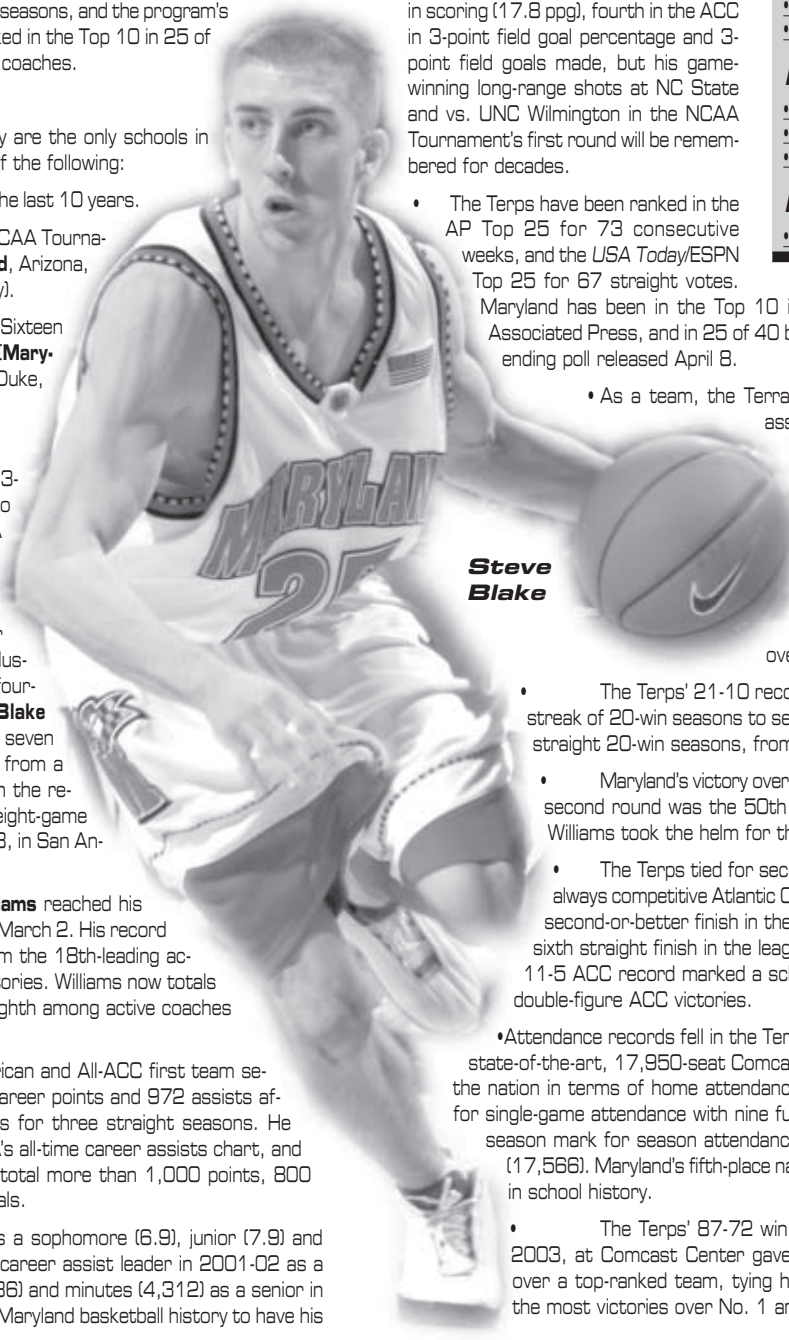 seasons, and the program's
ed in the Top 10 in 25 of
coaches.
y are the only schools in
f the following:
he last 10 years.
CAA Tourna-
d, Arizona,
y).
Sixteen
(Mary-
Duke,
3-
o
r
lus-
four-
Blake
seven
from a
n the re-
eight-game
3, in San An-
ams reached his
March 2. His record
m the 18th-leading ac-
tories. Williams now totals
ghth among active coaches
ican and All-ACC first team se-
areer points and 972 assists af-
s for three straight seasons. He
A's all-time career assists chart, and
total more than 1,000 points, 800
als.
s a sophomore (6.9), junior (7.9) and
career assist leader in 2001-02 as a
36) and minutes (4,312) as a senior in
Maryland basketball history to have his
MARYLAN
25
Steve
Blake
in scoring (17.8 ppg), fourth in the ACC
in 3-point field goal percentage and 3-
point field goals made, but his game-
winning long-range shots at NC State
and vs. UNC Wilmington in the NCAA
Tournament's first round will be remem-
bered for decades.
• The Terps have been ranked in the
AP Top 25 for 73 consecutive
weeks, and the USA Today/ESPN
Top 25 for 67 straight votes.
Maryland has been in the Top 10 i
Associated Press, and in 25 of 40 b
ending poll released April 8.
• As a team, the Terra
ass
ove
• The Terps' 21-10 reco
streak of 20-win seasons to se
straight 20-win seasons, from
• Maryland's victory over
second round was the 50th
Williams took the helm for th
• The Terps tied for sec
always competitive Atlantic C
second-or-better finish in the
sixth straight finish in the leag
11-5 ACC record marked a sch
double-figure ACC victories.
•Attendance records fell in the Ter
state-of-the-art, 17,950-seat Comca
the nation in terms of home attendanc
for single-game attendance with nine fu
season mark for season attendanc
(17,566). Maryland's fifth-place na
in school history.
• The Terps' 87-72 win
2003, at Comcast Center gave
over a top-ranked team, tying h
the most victories over No. 1 an